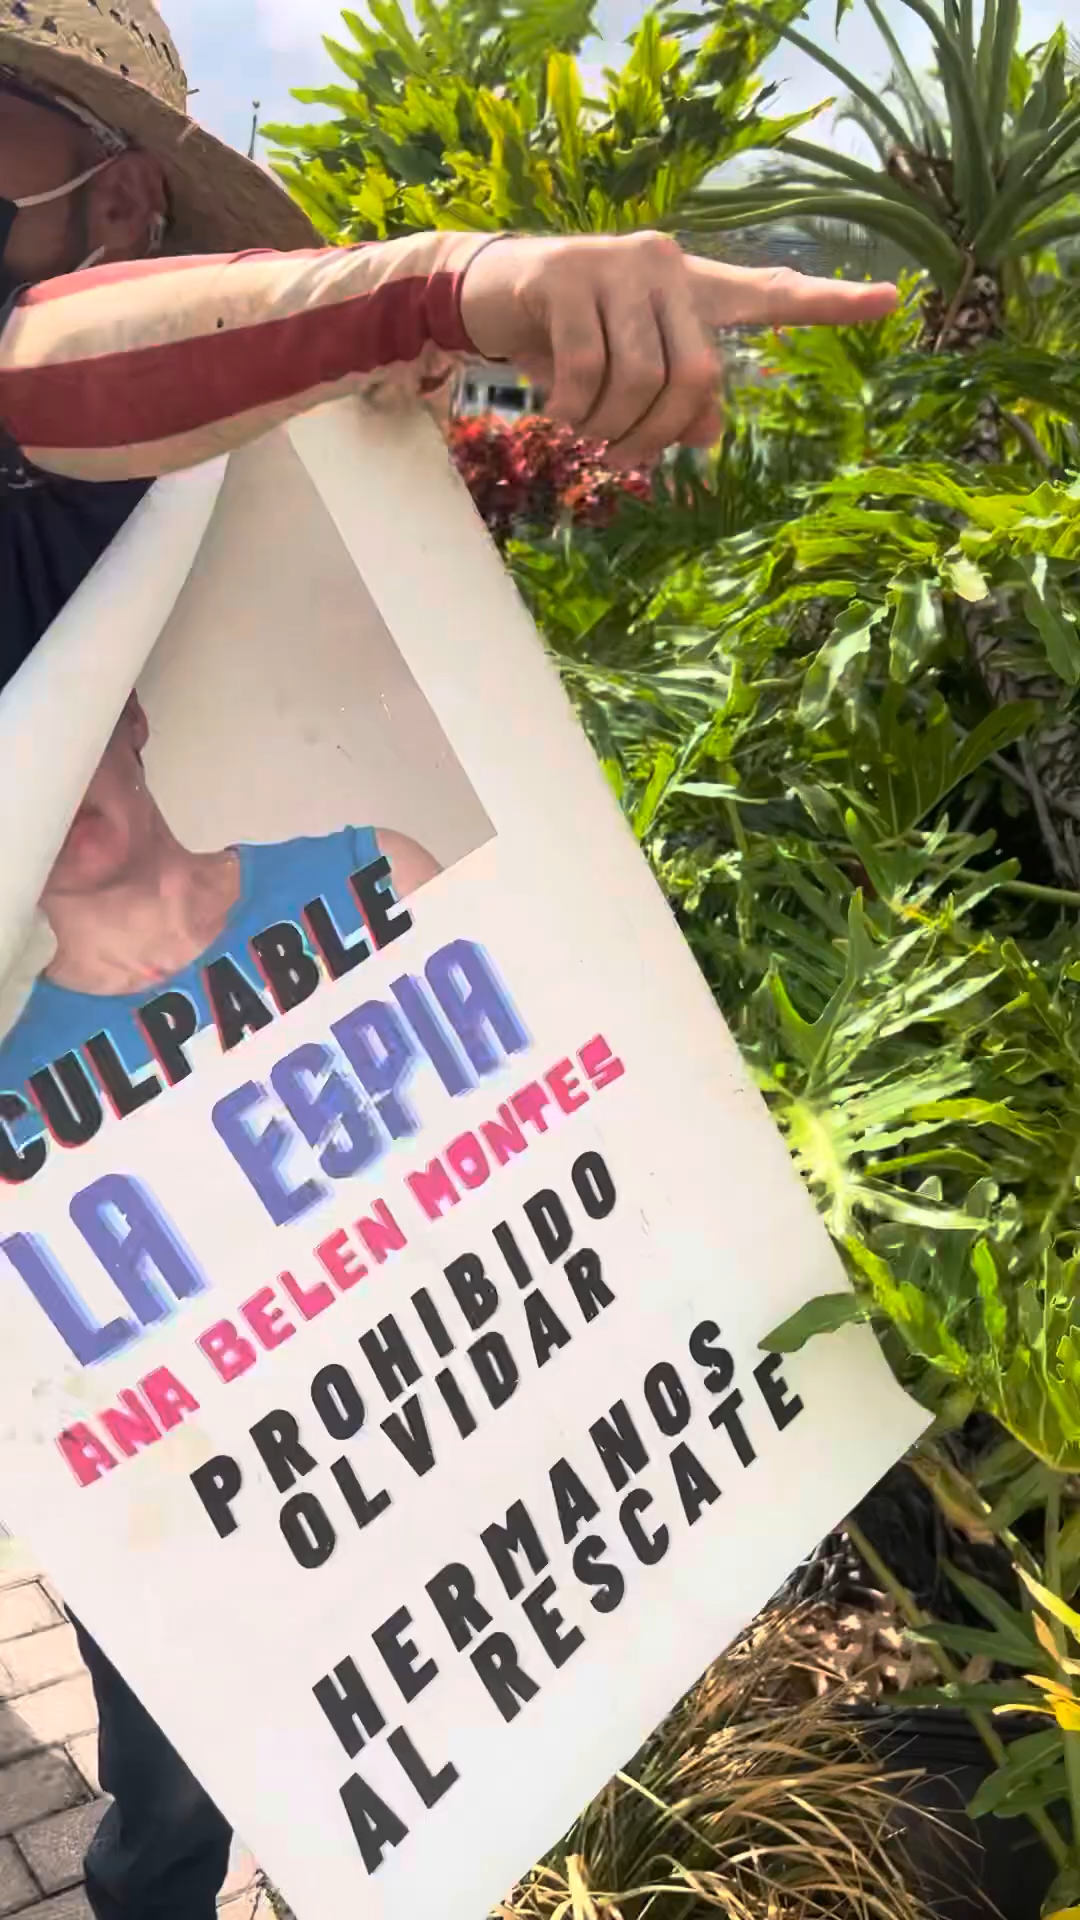 CULPABLE
LA ESPIA
ANA BELEN MONTES
PROHIBIDO
OLVIDAR
HERMANOS
AL RESCATE